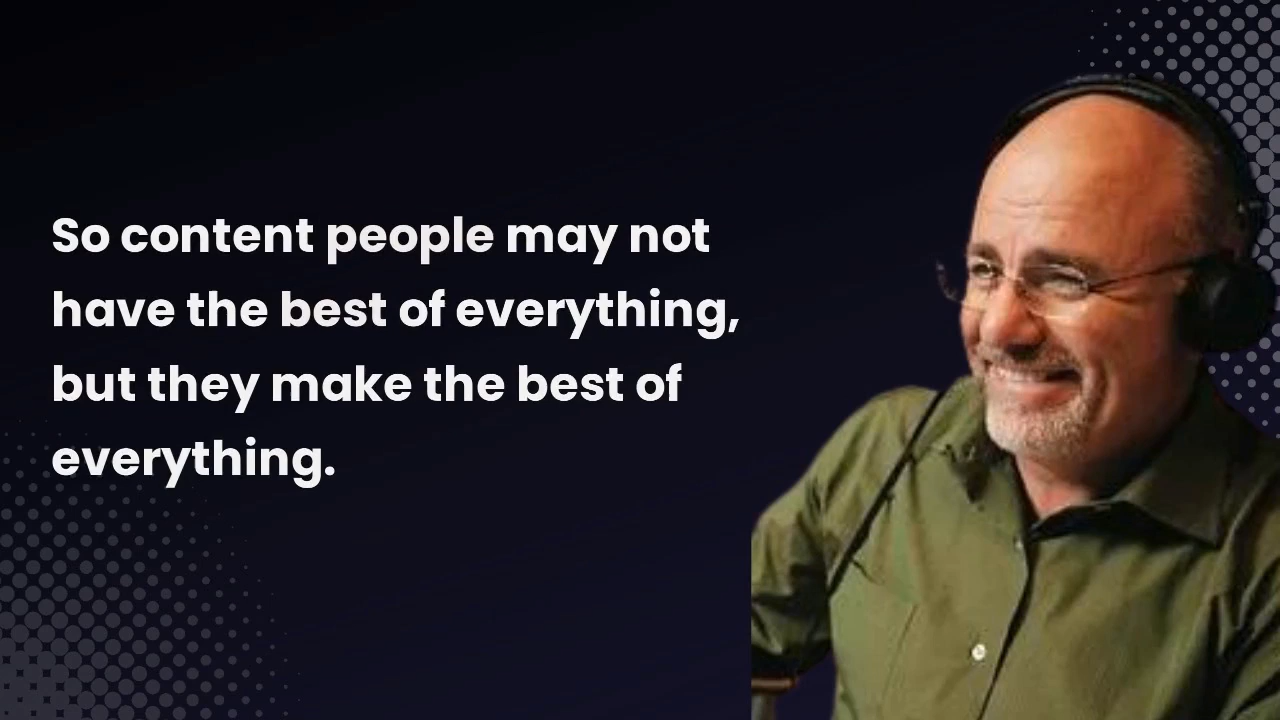 So content people may not
have the best of everything,
but they make the best of
everything.